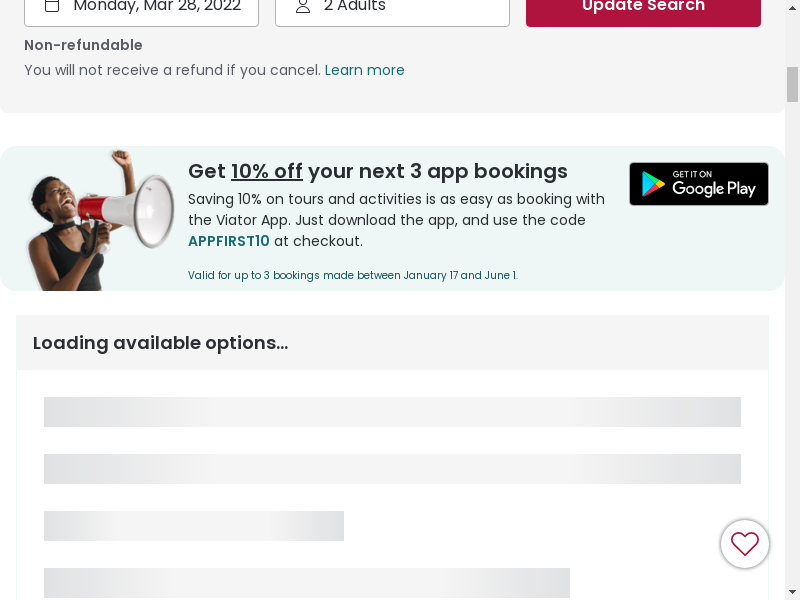 Monday, Mar 28, 2022
2 Adults
Update Search
Non-refundable
You will not receive a refund if you cancel. Learn more
Get 10% off your next 3 app bookings
Saving 10% on tours and activities is as easy as booking with
the Viator App. Just download the app, and use the code
APPFIRST10 at checkout.
Valid for up to 3 bookings made between January 17 and June 1.
GET IT ON
Google Play
Loading available options...